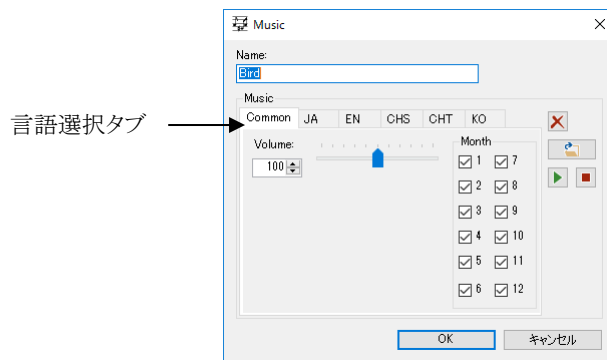 Music
Name:
Bird
Music
言語選択タブ
Common JA EN CHS CHT KO
Volume:
100
Month
1 7
2 8
3 9
4 10
5 11
6 12
OK キャンセル